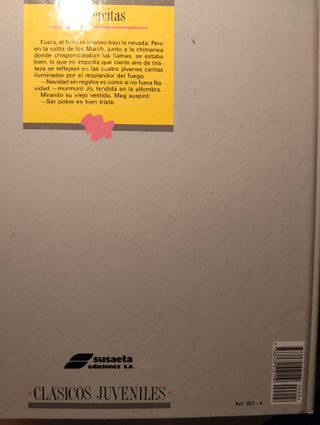 Fuera, el frío era intenso bajo la nevada. Pero
en la salita de los March, junto a la chimenea
donde chisporroteaban las llamas, se estaba
bien, lo que no impedía que cierto aire de tris-
teza se reflejase en las cuatro jóvenes caritas
iluminadas por el resplandor del fuego.
—Navidad sin regalos es como si no fuera Na-
vidad —murmuró Jo, tendida en la alfombra.
Mirando su viejo vestido, Meg suspiró:
—Ser pobre es bien triste.
susaeta
ediciones s.a.
·CLÁSICOS JUVENILES·
Ref. 021-4